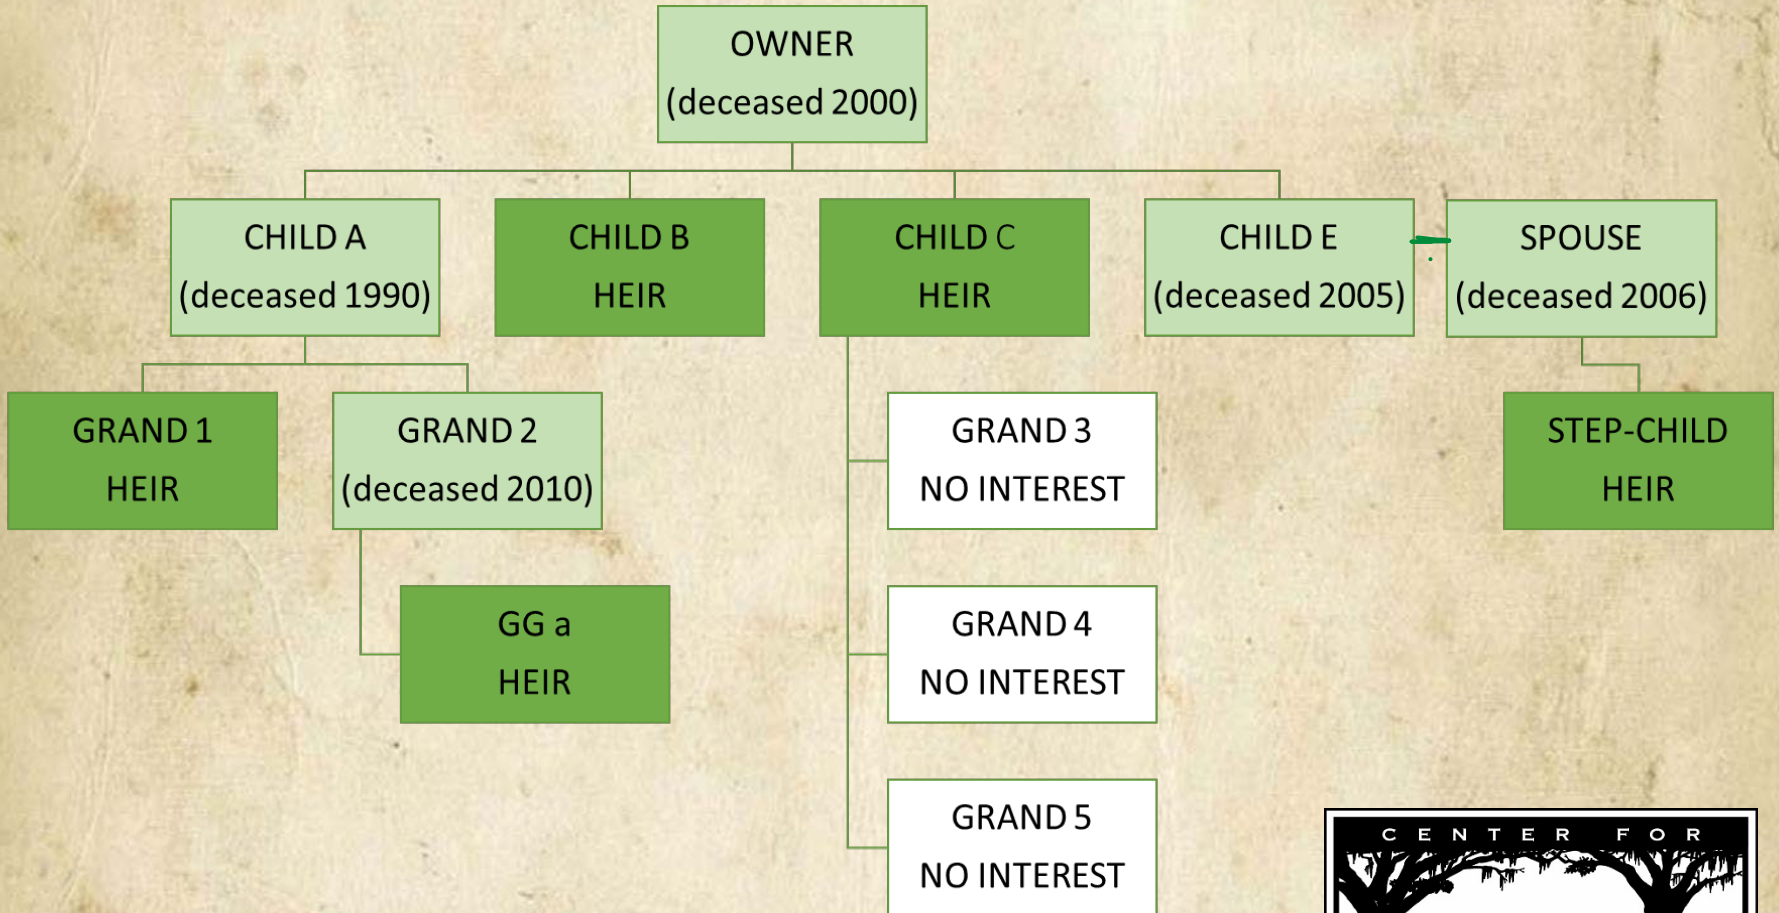 OWNER
(deceased 2000)
CHILD A
(deceased 1990)
CHILD B
HEIR
CHILD C
HEIR
CHILD E
(deceased 2005)
SPOUSE
(deceased 2006)
GRAND 1
HEIR
GRAND 2
(deceased 2010)
GRAND 3
NO INTEREST
STEP-CHILD
HEIR
GG a
HEIR
GRAND 4
NO INTEREST
GRAND 5
NO INTEREST
CENTER FOR